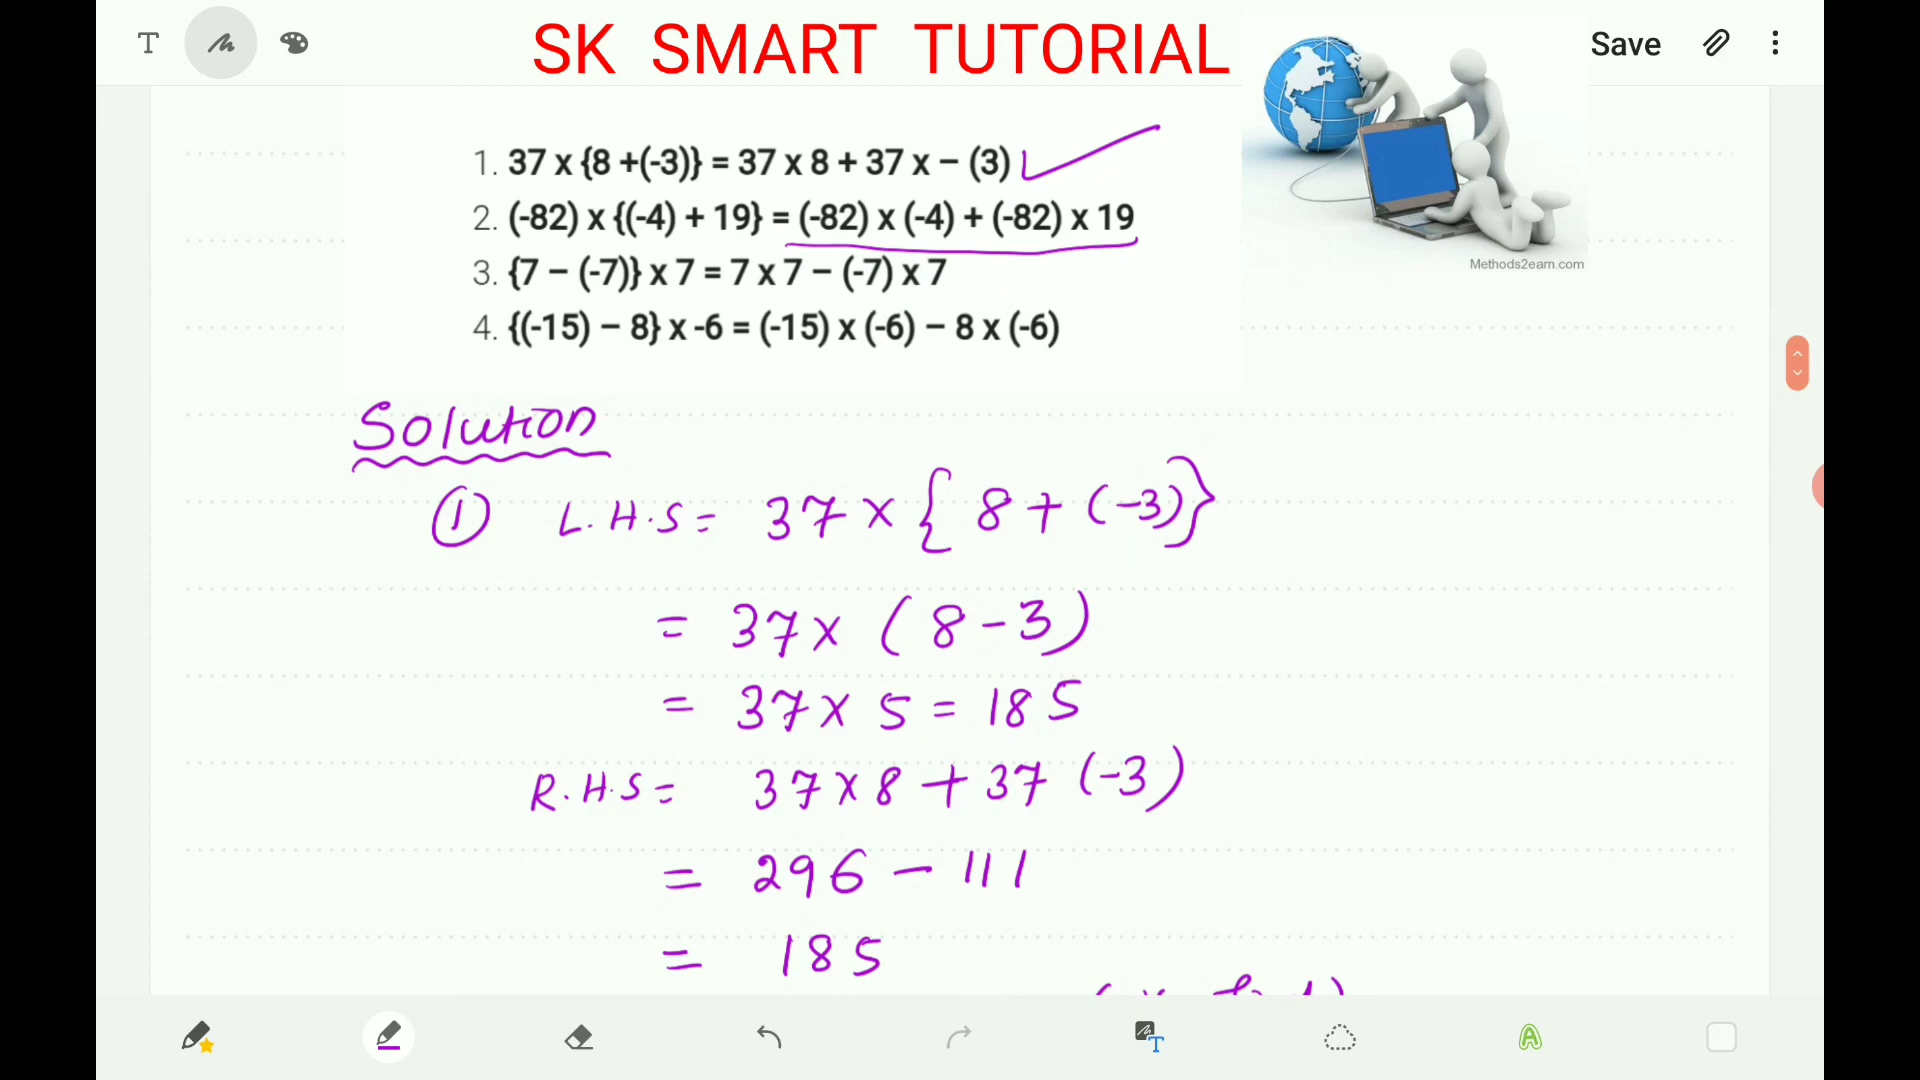 SK SMART TUTORIAL
Save
1. 37 x {8 +(-3)} = 37 x 8 + 37 x – (3)
2. (-82) x {(-4) + 19} = (-82) x (-4) + (-82) x 19
3. {7 – (-7)} x 7 = 7 x 7 – (-7) x 7
4. {(-15) – 8} x -6 = (-15) x (-6) – 8 x (-6)
Methods2earn.com
Solution
① L.H.S = 37 × { 8 + (-3)}
= 37 × ( 8 - 3 )
= 37 × 5 = 185
R.H.S = 37 × 8 + 37 (-3)
= 296 - 111
= 185